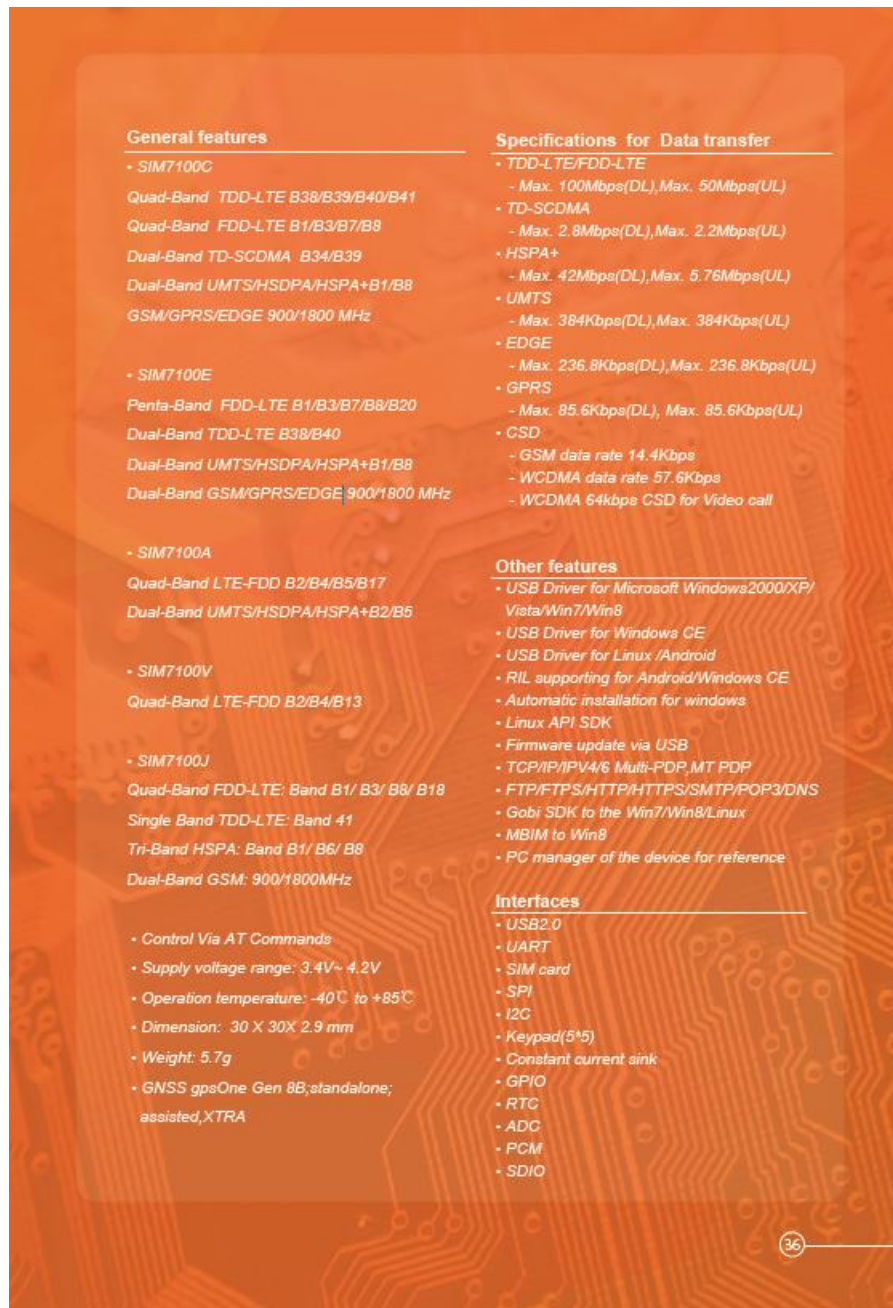 General features
• SIM7100C
Quad-Band TDD-LTE B38/B39/B40/B41
Quad-Band FDD-LTE B1/B3/B7/B8
Dual-Band TD-SCDMA B34/B39
Dual-Band UMTS/HSDPA/HSPA+B1/B8
GSM/GPRS/EDGE 900/1800 MHz
• SIM7100E
Penta-Band FDD-LTE B1/B3/B7/B8/B20
Dual-Band TDD-LTE B38/B40
Dual-Band UMTS/HSDPA/HSPA+B1/B8
Dual-Band GSM/GPRS/EDGE 900/1800 MHz
• SIM7100A
Quad-Band LTE-FDD B2/B4/B5/B17
Dual-Band UMTS/HSDPA/HSPA+B2/B5
• SIM7100V
Quad-Band LTE-FDD B2/B4/B13
• SIM7100J
Quad-Band FDD-LTE: Band B1/ B3/ B8/ B18
Single Band TDD-LTE: Band 41
Tri-Band HSPA: Band B1/ B6/ B8
Dual-Band GSM: 900/1800MHz
• Control Via AT Commands
• Supply voltage range: 3.4V~ 4.2V
• Operation temperature: -40℃ to +85℃
• Dimension: 30 X 30X 2.9 mm
• Weight: 5.7g
• GNSS gpsOne Gen 8B;standalone;
assisted,XTRA
Specifications for Data transfer
• TDD-LTE/FDD-LTE
- Max. 100Mbps(DL),Max. 50Mbps(UL)
• TD-SCDMA
- Max. 2.8Mbps(DL),Max. 2.2Mbps(UL)
• HSPA+
- Max. 42Mbps(DL),Max. 5.76Mbps(UL)
• UMTS
- Max. 384Kbps(DL),Max. 384Kbps(UL)
• EDGE
- Max. 236.8Kbps(DL),Max. 236.8Kbps(UL)
• GPRS
- Max. 85.6Kbps(DL), Max. 85.6Kbps(UL)
• CSD
- GSM data rate 14.4Kbps
- WCDMA data rate 57.6Kbps
- WCDMA 64kbps CSD for Video call
Other features
• USB Driver for Microsoft Windows2000/XP/
Vista/Win7/Win8
• USB Driver for Windows CE
• USB Driver for Linux /Android
• RIL supporting for Android/Windows CE
• Automatic installation for windows
• Linux API SDK
• Firmware update via USB
• TCP/IP/IPV4/6 Multi-PDP,MT PDP
• FTP/FTPS/HTTP/HTTPS/SMTP/POP3/DNS
• Gobi SDK to the Win7/Win8/Linux
• MBIM to Win8
• PC manager of the device for reference
Interfaces
• USB2.0
• UART
• SIM card
• SPI
• I2C
• Keypad(5*5)
• Constant current sink
• GPIO
• RTC
• ADC
• PCM
• SDIO
36